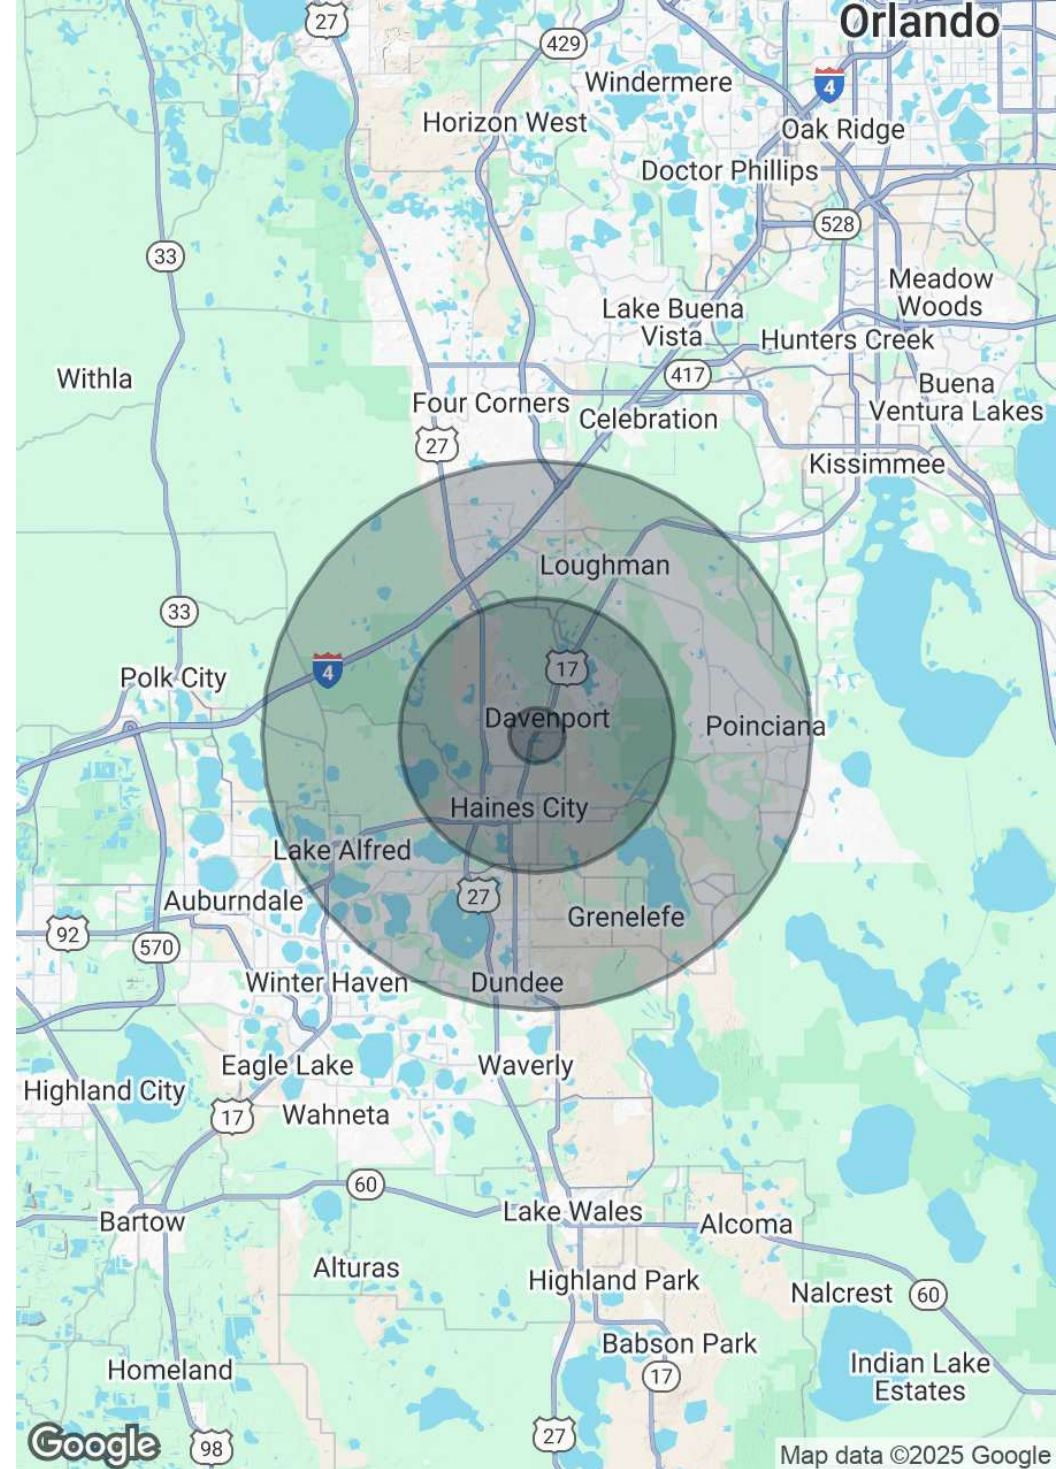 Orlando
27
429
Windermere
4
Horizon West
Oak Ridge
Doctor Phillips
528
33
Meadow
Woods
Lake Buena
Vista
Hunters Creek
417
Withla
Buena
Ventura Lakes
Four Corners
Celebration
27
Kissimmee
Loughman
33
4
17
Polk City
Davenport
Poinciana
Haines City
Lake Alfred
27
Auburndale
Grenelefe
92
570
Winter Haven
Dundee
Eagle Lake
Waverly
Highland City
17
Wahneta
60
Lake Wales
Bartow
Alcoma
Alturas
Highland Park
Nalcrest
60
Babson Park
Homeland
17
Indian Lake
Estates
27
98
Google
Map data ©2025 Google